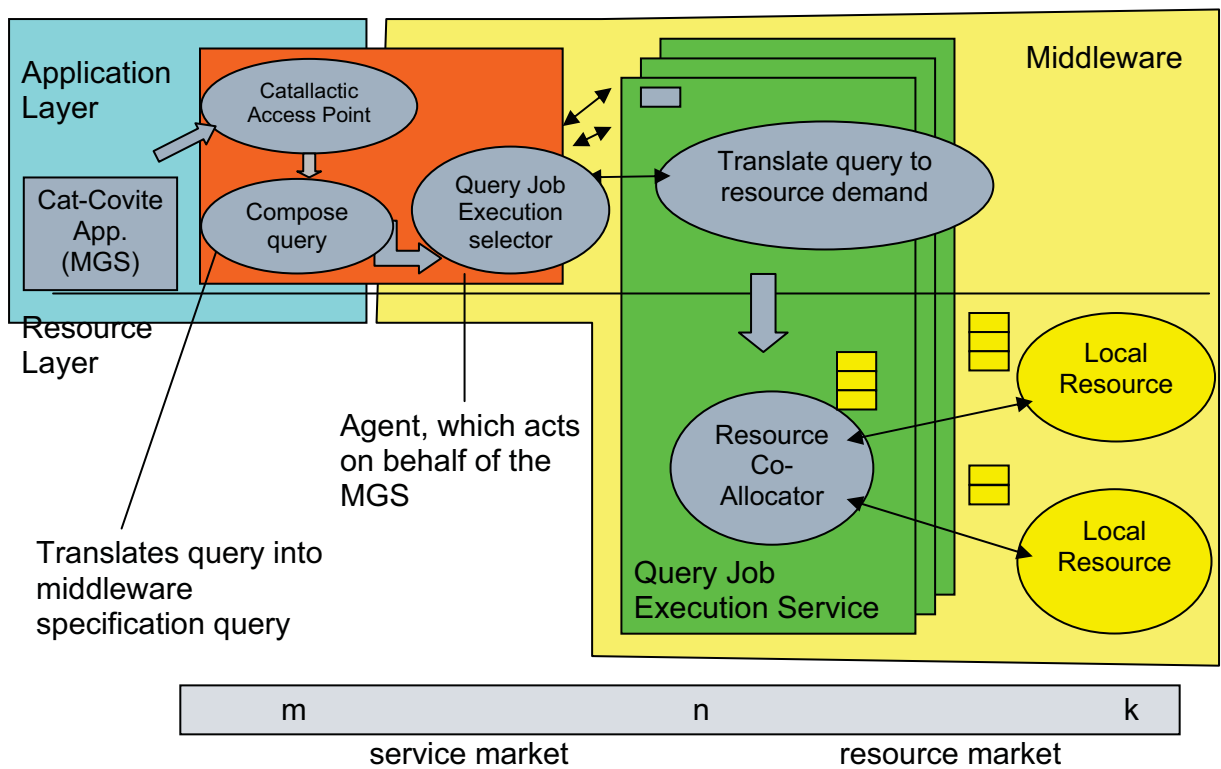 Application
Layer
Middleware
Catallactic
Access Point
Cat-Covite
App.
(MGS)
Compose
query
Query Job
Execution
selector
Translate query to
resource demand
Resource
Layer
Local
Resource
Agent, which acts
on behalf of the
MGS
Resource
Co-
Allocator
Translates query into
middleware
specification query
Local
Resource
Query Job
Execution Service
m
n
k
service market
resource market